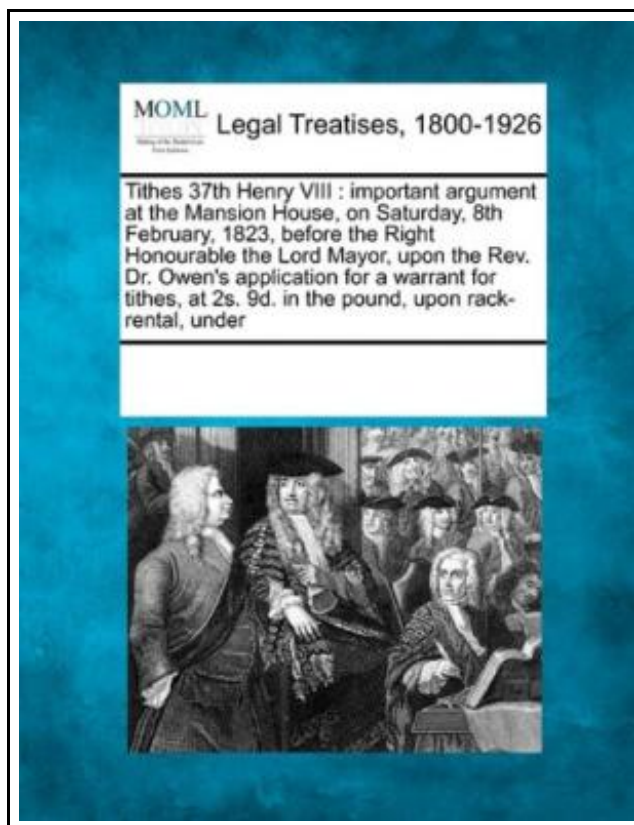 MOML
Legal Treatises, 1800-1926
Tithes 37th Henry VIII : important argument
at the Mansion House, on Saturday, 8th
February, 1823, before the Right
Honourable the Lord Mayor, upon the Rev.
Dr. Owen's application for a warrant for
tithes, at 2s. 9d. in the pound, upon rack-
rental, under